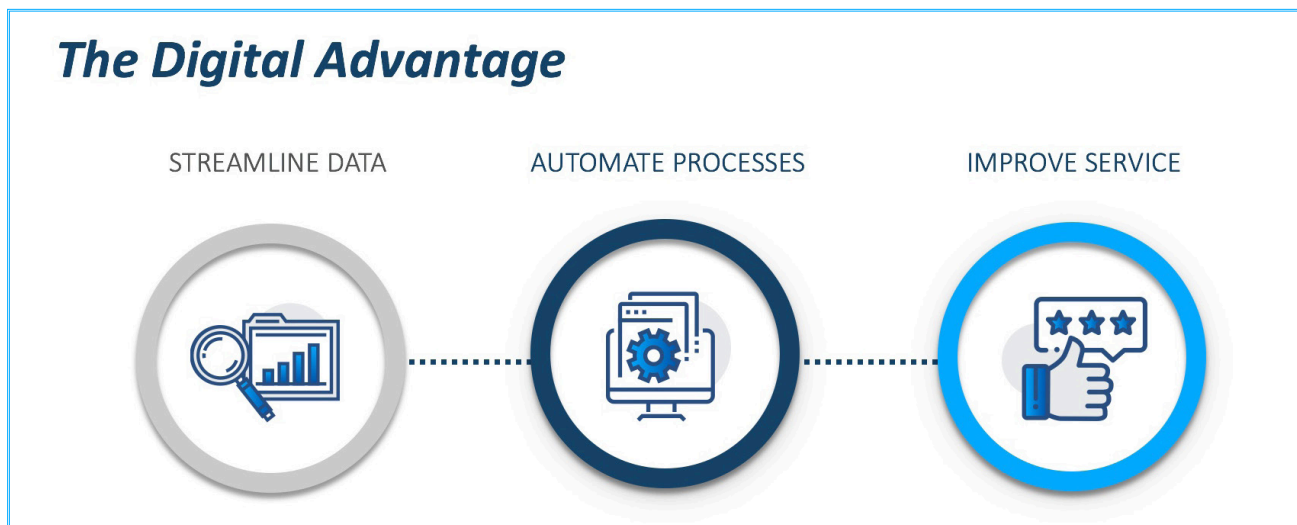 The Digital Advantage
STREAMLINE DATA
AUTOMATE PROCESSES
IMPROVE SERVICE